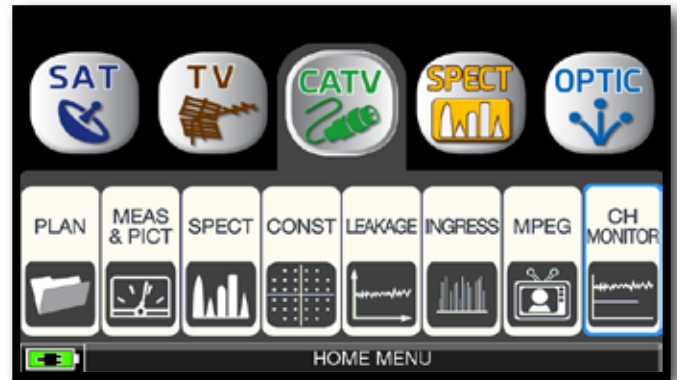 SAT TV CATV SPECT OPTIC
PLAN MEAS & PICT SPECT CONST LEAKAGE INGRESS MPEG CH MONITOR
HOME MENU